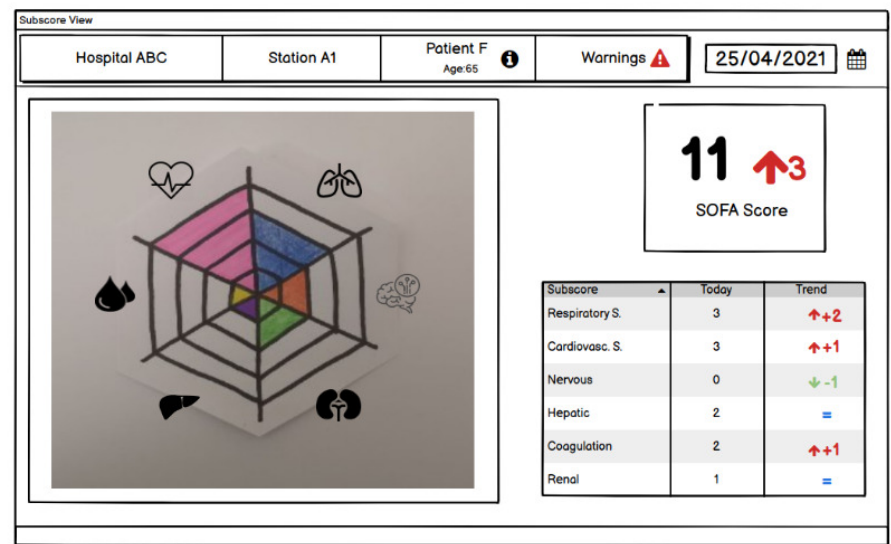 Subscore View
Hospital ABC Station A1 Patient F Warnings 25/04/2021
Age:65
11 3
SOFA Score
Subscore Today Trend
Respiratory S. 3 +2
Cardiovasc. S. 3 +1
Nervous 0 -1
Hepatic 2 =
Coagulation 2 +1
Renal 1 =